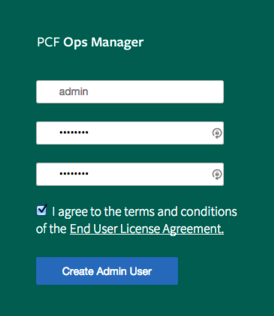 PCF Ops Manager
admin
••••••••
••••••••
I agree to the terms and conditions
of the End User License Agreement.
Create Admin User